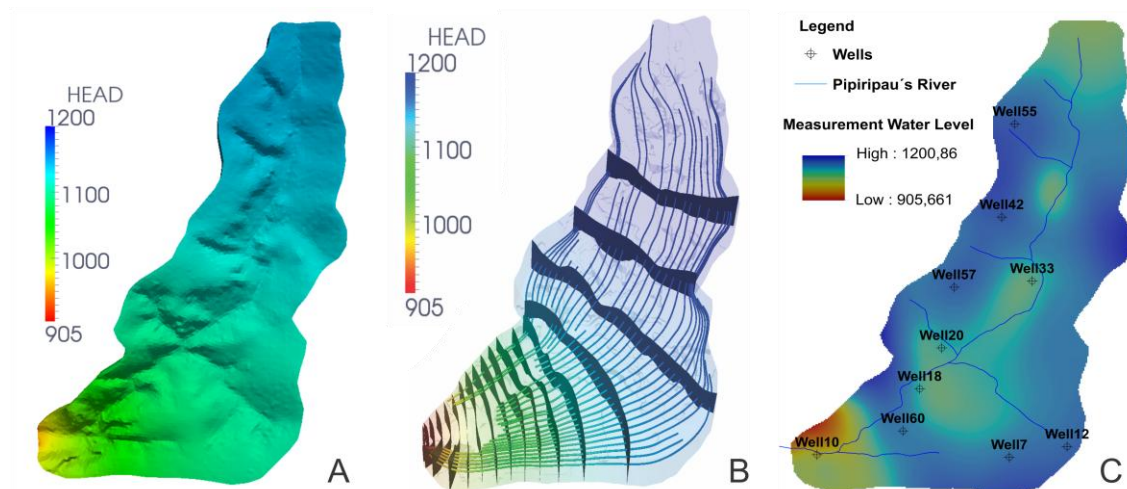 HEAD
1200
1100
1000
905
A
HEAD
1200
1100
1000
905
B
Legend
Wells
Pipiripau´s River
Measurement Water Level
High : 1200,86
Low : 905,661
Well55
Well42
Well33
Well57
Well20
Well18
Well60
Well10
Well12
Well7
C